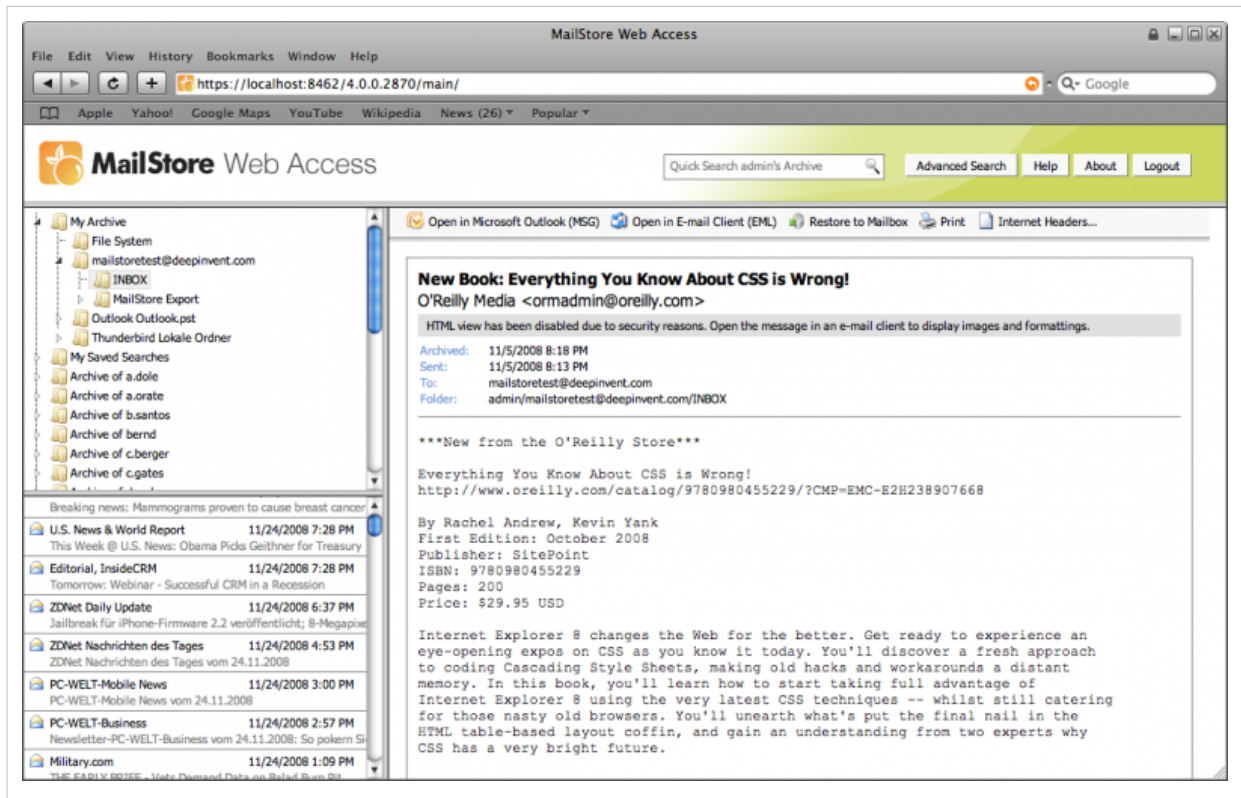 MailStore Web Access
File Edit View History Bookmarks Window Help
https://localhost:8462/4.0.0.2870/main/
Google
Apple Yahoo! Google Maps YouTube Wikipedia News (26) Popular
MailStore Web Access
Quick Search admin's Archive
Advanced Search Help About Logout
My Archive
File System
mailstoretest@deepinvent.com
INBOX
MailStore Export
Outlook Outlook.pst
Thunderbird Lokale Ordner
My Saved Searches
Archive of a.dole
Archive of a.orate
Archive of b.santos
Archive of bernd
Archive of c.berger
Archive of c.gates
Breaking news: Mammograms proven to cause breast cancer
U.S. News & World Report 11/24/2008 7:28 PM
This Week @ U.S. News: Obama Picks Geithner for Treasury
Editorial, InsideCRM 11/24/2008 7:28 PM
Tomorrow: Webinar - Successful CRM in a Recession
ZDNet Daily Update 11/24/2008 6:37 PM
Jailbreak für iPhone-Firmware 2.2 veröffentlicht; 8-Megapixe
ZDNet Nachrichten des Tages 11/24/2008 4:53 PM
ZDNet Nachrichten des Tages vom 24.11.2008
PC-WELT-Mobile News 11/24/2008 3:00 PM
PC-WELT-Mobile News vom 24.11.2008
PC-WELT-Business 11/24/2008 2:57 PM
Newsletter-PC-WELT-Business vom 24.11.2008: So pokern Si
Military.com 11/24/2008 1:09 PM
THE EARLY BRIEF - Vets Demand Data on Balad Burn Pit
Open in Microsoft Outlook (MSG) Open in E-mail Client (EML) Restore to Mailbox Print Internet Headers...
New Book: Everything You Know About CSS is Wrong!
O'Reilly Media <ormadmin@oreilly.com>
HTML view has been disabled due to security reasons. Open the message in an e-mail client to display images and formattings.
Archived: 11/5/2008 8:18 PM
Sent: 11/5/2008 8:13 PM
To: mailstoretest@deepinvent.com
Folder: admin/mailstoretest@deepinvent.com/INBOX
***New from the O'Reilly Store***
Everything You Know About CSS is Wrong!
http://www.oreilly.com/catalog/9780980455229/?CMP=EMC-E2H238907668
By Rachel Andrew, Kevin Yank
First Edition: October 2008
Publisher: SitePoint
ISBN: 9780980455229
Pages: 200
Price: $29.95 USD
Internet Explorer 8 changes the Web for the better. Get ready to experience an
eye-opening expos on CSS as you know it today. You'll discover a fresh approach
to coding Cascading Style Sheets, making old hacks and workarounds a distant
memory. In this book, you'll learn how to start taking full advantage of
Internet Explorer 8 using the very latest CSS techniques -- whilst still catering
for those nasty old browsers. You'll unearth what's put the final nail in the
HTML table-based layout coffin, and gain an understanding from two experts why
CSS has a very bright future.